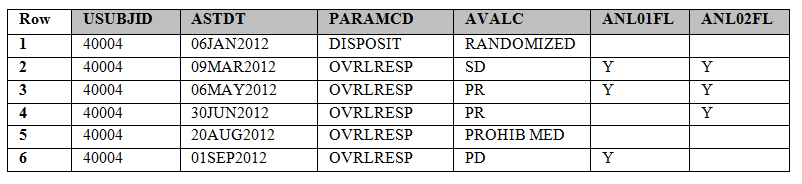 Row USUBJID ASTDT PARAMCD AVALC ANL01FL ANL02FL
1 40004 06JAN2012 DISPOSIT RANDOMIZED
2 40004 09MAR2012 OVRLRESP SD Y Y
3 40004 06MAY2012 OVRLRESP PR Y Y
4 40004 30JUN2012 OVRLRESP PR Y
5 40004 20AUG2012 OVRLRESP PROHIB MED
6 40004 01SEP2012 OVRLRESP PD Y